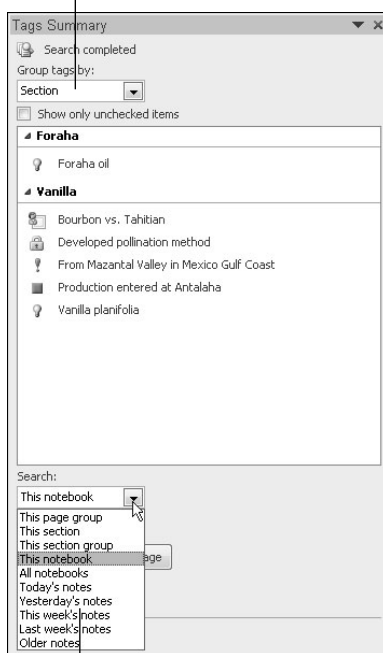 Tags Summary
Search completed
Group tags by:
Section
Show only unchecked items
Foraha
Foraha oil
Vanilla
Bourbon vs. Tahitian
Developed pollination method
From Mazantal Valley in Mexico Gulf Coast
Production entered at Antalaha
Vanilla planifolia
Search:
This notebook
This page group
This section
This section group
This notebook
All notebooks
Today's notes
Yesterday's notes
This week's notes
Last week's notes
Older notes